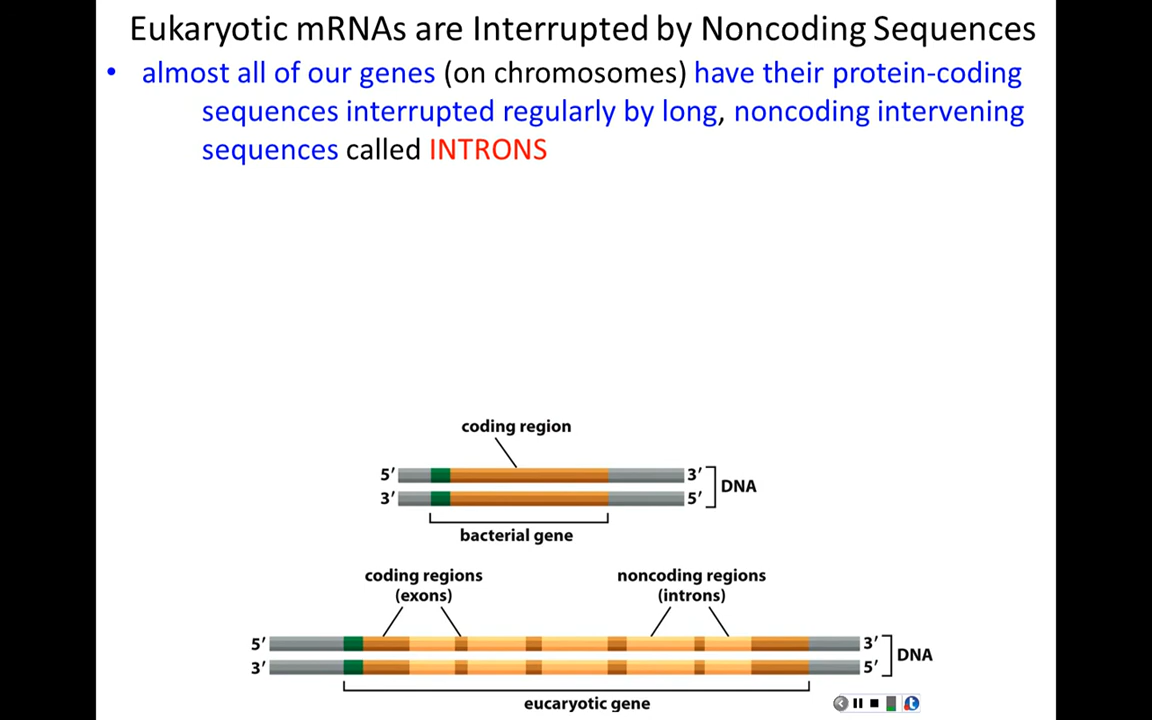 Eukaryotic mRNAs are Interrupted by Noncoding Sequences
• almost all of our genes (on chromosomes) have their protein-coding
sequences interrupted regularly by long, noncoding intervening
sequences called INTRONS
coding region
5′ 3′
3′ 5′
DNA
bacterial gene
coding regions
(exons)
noncoding regions
(introns)
5′ 3′
3′ 5′
DNA
eucaryotic gene